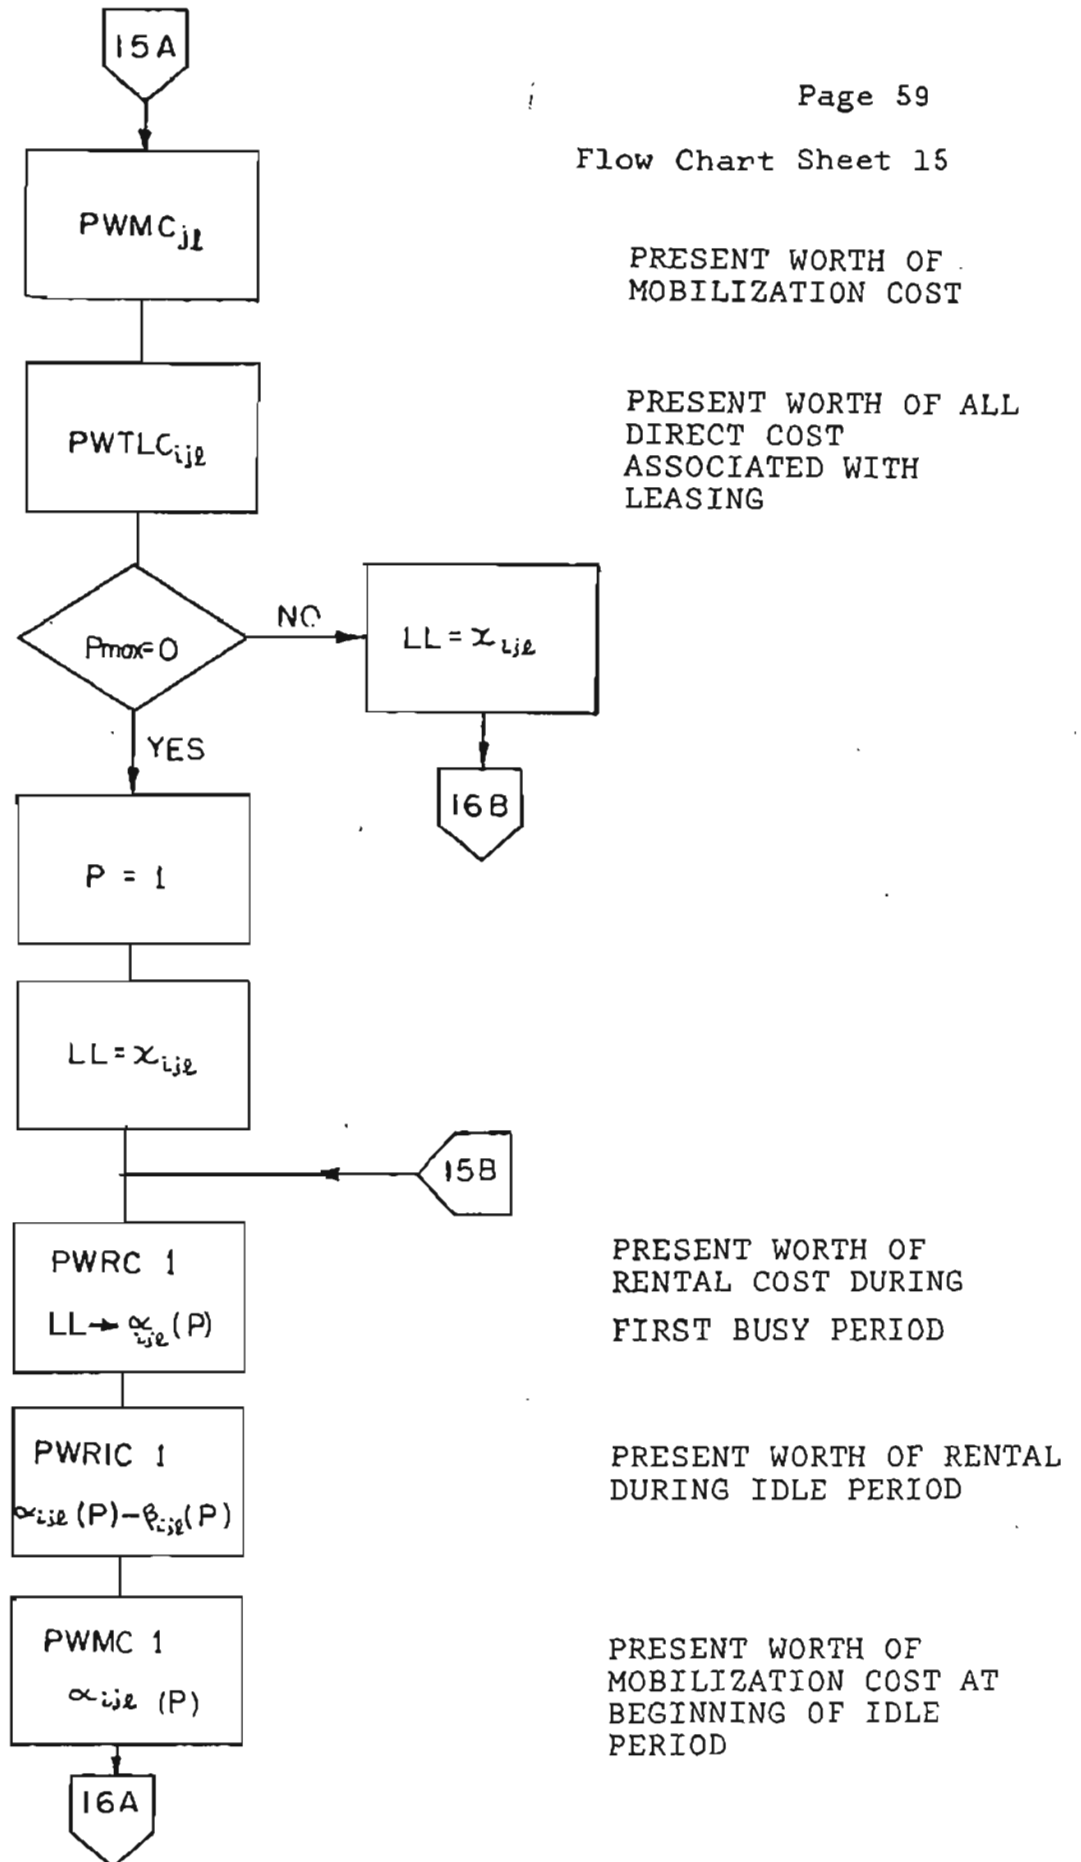 15A
Page 59
Flow Chart Sheet 15
PWMCjℓ
PRESENT WORTH OF
MOBILIZATION COST
PWTLCijℓ
PRESENT WORTH OF ALL
DIRECT COST
ASSOCIATED WITH
LEASING
Pmax=0
NO
LL = xijℓ
YES
16B
P = 1
LL = xijℓ
15B
PWRC 1
LL→ αijℓ(P)
PRESENT WORTH OF
RENTAL COST DURING
FIRST BUSY PERIOD
PWRIC 1
αijℓ(P)-βijℓ(P)
PRESENT WORTH OF RENTAL
DURING IDLE PERIOD
PWMC 1
αijℓ (P)
PRESENT WORTH OF
MOBILIZATION COST AT
BEGINNING OF IDLE
PERIOD
16A